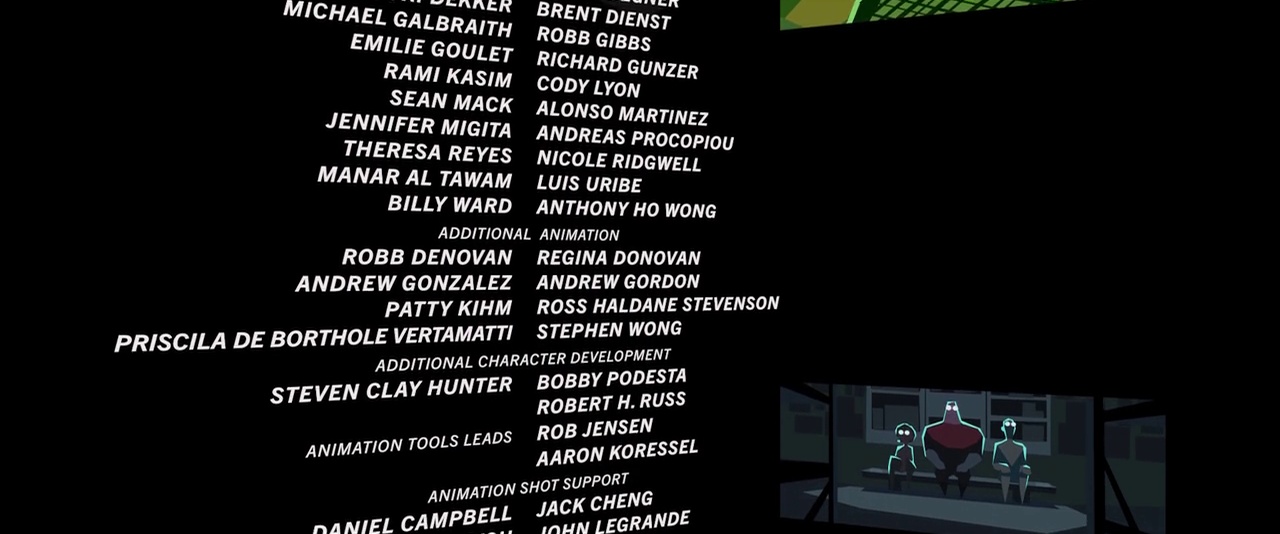 DEKKER
MICHAEL GALBRAITH BRENT DIENST
EMILIE GOULET ROBB GIBBS
RAMI KASIM RICHARD GUNZER
SEAN MACK CODY LYON
JENNIFER MIGITA ALONSO MARTINEZ
THERESA REYES ANDREAS PROCOPIOU
MANAR AL TAWAM NICOLE RIDGWELL
BILLY WARD LUIS URIBE
ANTHONY HO WONG
ADDITIONAL ANIMATION
ROBB DENOVAN REGINA DONOVAN
ANDREW GONZALEZ ANDREW GORDON
PATTY KIHM ROSS HALDANE STEVENSON
PRISCILA DE BORTHOLE VERTAMATTI STEPHEN WONG
ADDITIONAL CHARACTER DEVELOPMENT
STEVEN CLAY HUNTER BOBBY PODESTA
ROBERT H. RUSS
ANIMATION TOOLS LEADS ROB JENSEN
AARON KORESSEL
ANIMATION SHOT SUPPORT
DANIEL CAMPBELL JACK CHENG
JOHN LEGRANDE